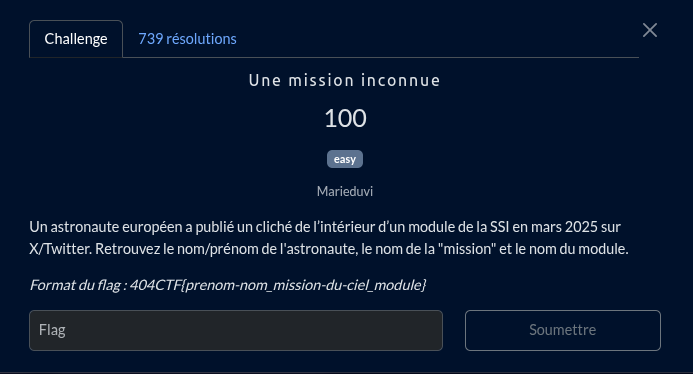 Challenge
739 résolutions
Une mission inconnue
100
easy
Marieduvi
Un astronaute européen a publié un cliché de l'intérieur d'un module de la SSI en mars 2025 sur
X/Twitter. Retrouvez le nom/prénom de l'astronaute, le nom de la "mission" et le nom du module.
Format du flag : 404CTF{prenom-nom_mission-du-ciel_module}
Flag
Soumettre